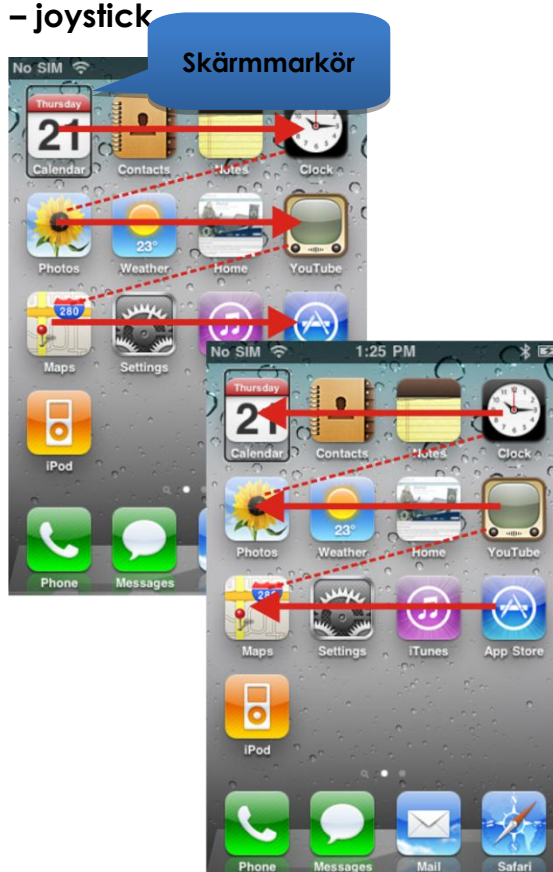 – joystick
Skärmmarkör
No SIM
Thursday
21
Calendar Contacts Notes Clock
23°
Photos Weather Home YouTube
280
Maps Settings
iPod
Phone Messages
No SIM 1:25 PM
Thursday
21
Calendar Contacts Notes Clock
23°
Photos Weather Home YouTube
280
Maps Settings iTunes App Store
iPod
Phone Messages Mail Safari